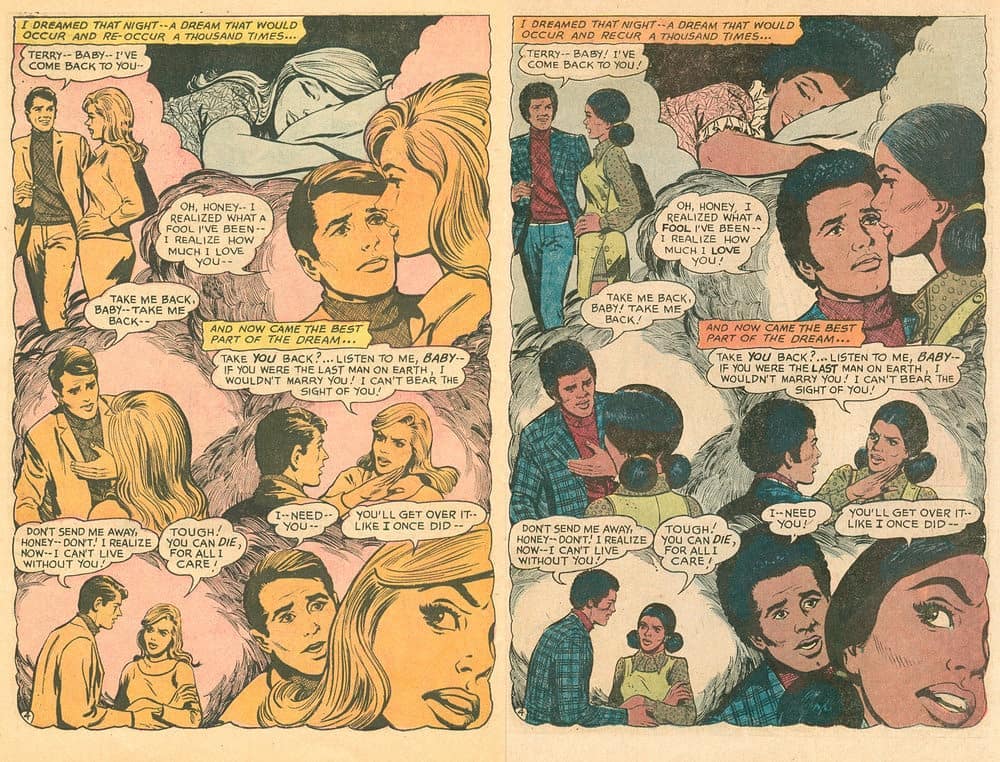 I DREAMED THAT NIGHT--A DREAM THAT WOULD
OCCUR AND RE-OCCUR A THOUSAND TIMES...
TERRY-- BABY-- I'VE
COME BACK TO YOU--
OH, HONEY-- I
REALIZED WHAT A
FOOL I'VE BEEN--
I REALIZE HOW
MUCH I LOVE
YOU--
TAKE ME BACK,
BABY-- TAKE ME
BACK--
AND NOW CAME THE BEST
PART OF THE DREAM...
TAKE YOU BACK?...LISTEN TO ME, BABY--
IF YOU WERE THE LAST MAN ON EARTH, I
WOULDN'T MARRY YOU! I CAN'T BEAR THE
SIGHT OF YOU!
DON'T SEND ME AWAY,
HONEY-- DON'T! I REALIZE
NOW-- I CAN'T LIVE
WITHOUT YOU!
TOUGH!
YOU CAN DIE,
FOR ALL I
CARE!
I--NEED--
YOU--
YOU'LL GET OVER IT--
LIKE I ONCE DID--
4
I DREAMED THAT NIGHT--A DREAM THAT WOULD
OCCUR AND RECUR A THOUSAND TIMES...
TERRY-- BABY! I'VE
COME BACK TO YOU!
OH, HONEY, I
REALIZED WHAT A
FOOL I'VE BEEN--
I REALIZE HOW
MUCH I LOVE
YOU!
TAKE ME BACK,
BABY! TAKE ME
BACK!
AND NOW CAME THE BEST
PART OF THE DREAM...
TAKE YOU BACK?...LISTEN TO ME, BABY--
IF YOU WERE THE LAST MAN ON EARTH, I
WOULDN'T MARRY YOU! I CAN'T BEAR THE
SIGHT OF YOU!
DON'T SEND ME AWAY,
HONEY-- DON'T! I REALIZE
NOW-- I CAN'T LIVE
WITHOUT YOU!
TOUGH!
YOU CAN DIE,
FOR ALL I
CARE!
I--NEED
YOU!
YOU'LL GET OVER IT--
LIKE I ONCE DID--
4